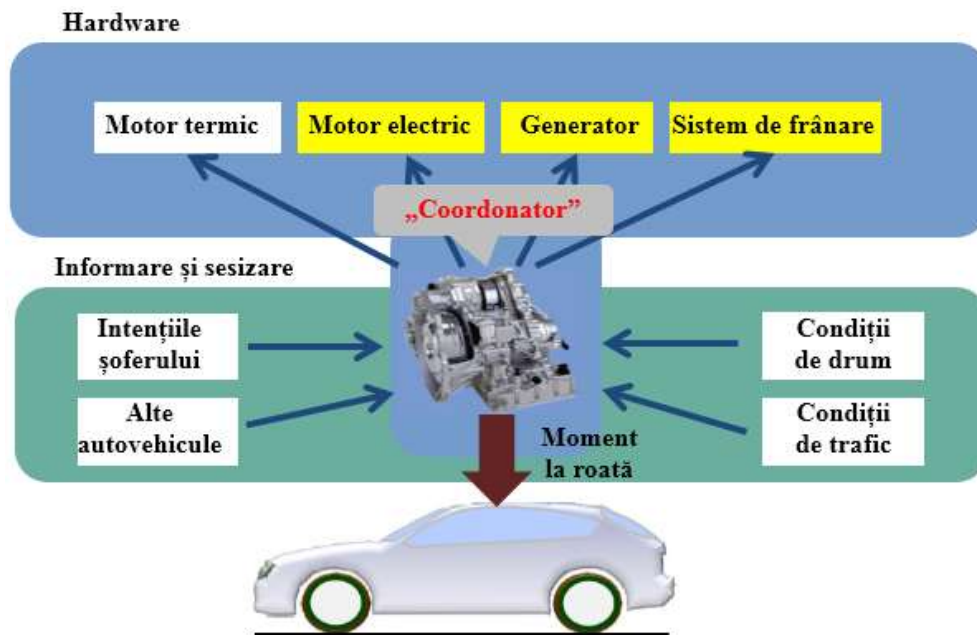 Hardware
Motor termic
Motor electric
Generator
Sistem de frânare
„Coordonator”
Informare și sesizare
Intențiile
șoferului
Condiții
de drum
Alte
autovehicule
Condiții
de trafic
Moment
la roată